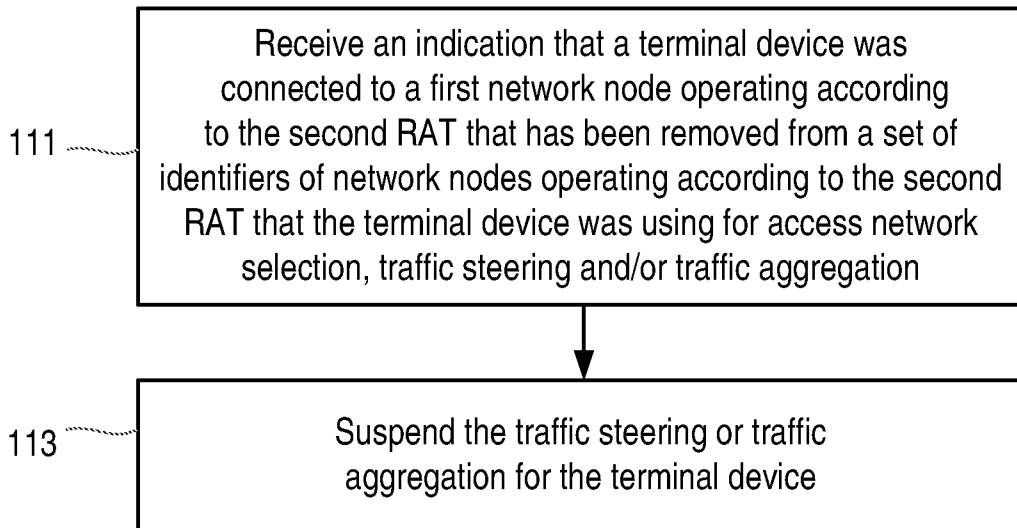 Receive an indication that a terminal device was
connected to a first network node operating according
to the second RAT that has been removed from a set of
identifiers of network nodes operating according to the second
RAT that the terminal device was using for access network
selection, traffic steering and/or traffic aggregation
111
Suspend the traffic steering or traffic
aggregation for the terminal device
113